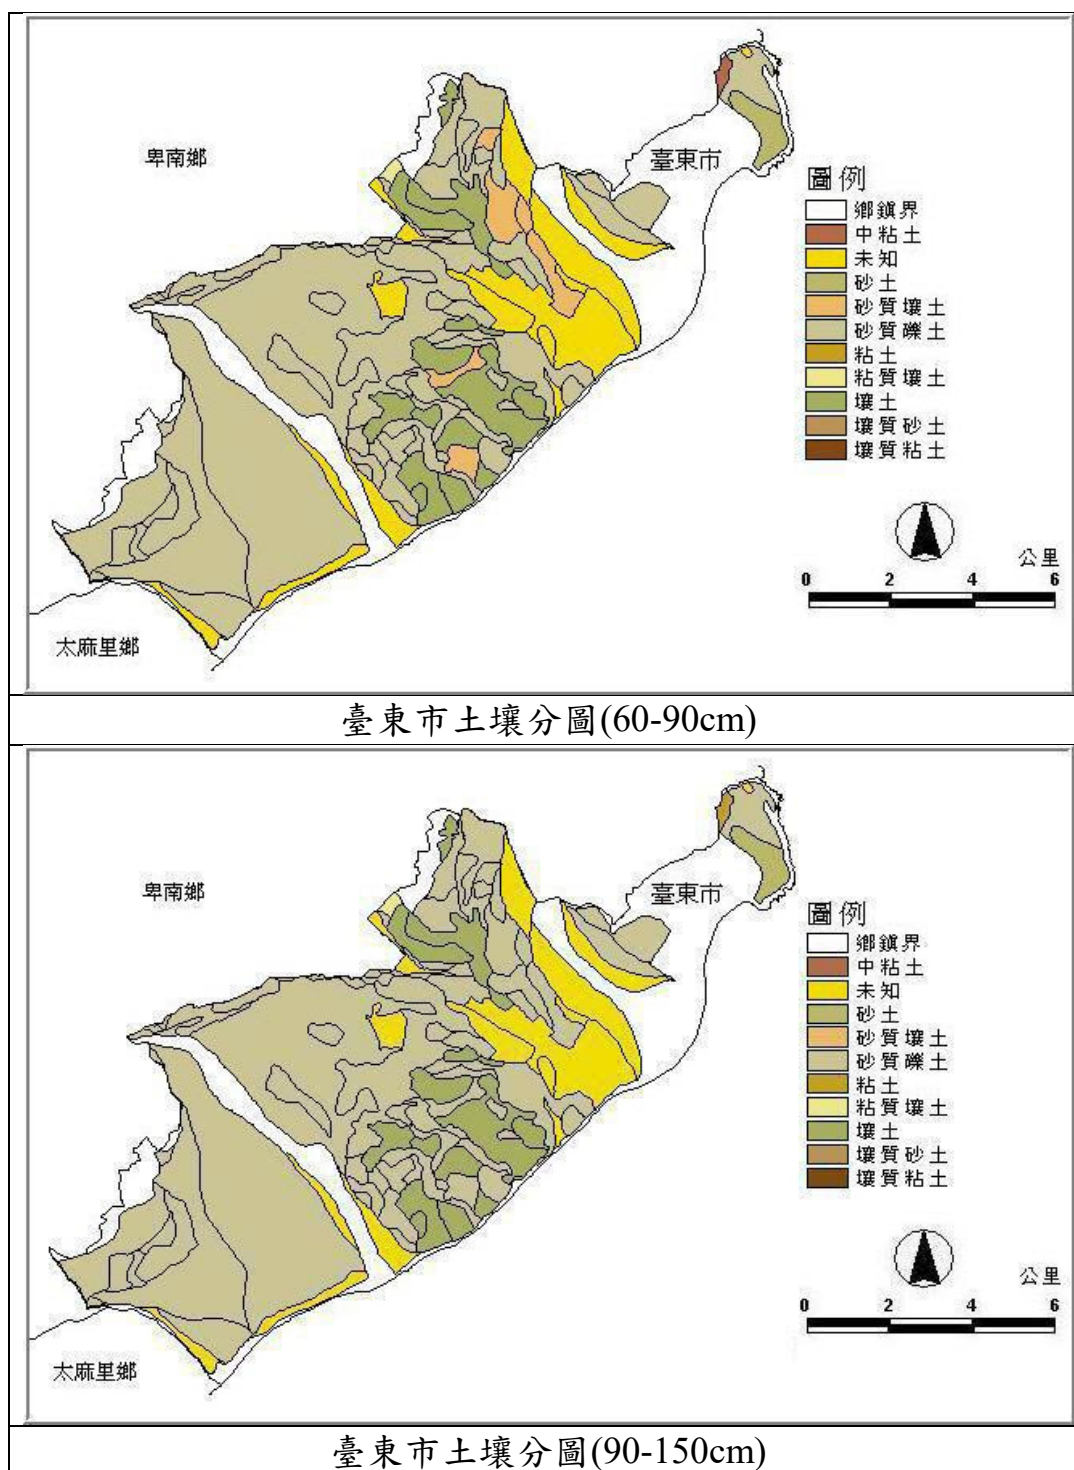 卑南鄉
臺東市
圖例
鄉鎮界
中粘土
未知
砂土
砂質壤土
砂質礫土
粘土
粘質壤土
壤土
壤質砂土
壤質粘土
公里
0 2 4 6
太麻里鄉
臺東市土壤分圖(60-90cm)
卑南鄉
臺東市
圖例
鄉鎮界
中粘土
未知
砂土
砂質壤土
砂質礫土
粘土
粘質壤土
壤土
壤質砂土
壤質粘土
公里
0 2 4 6
太麻里鄉
臺東市土壤分圖(90-150cm)